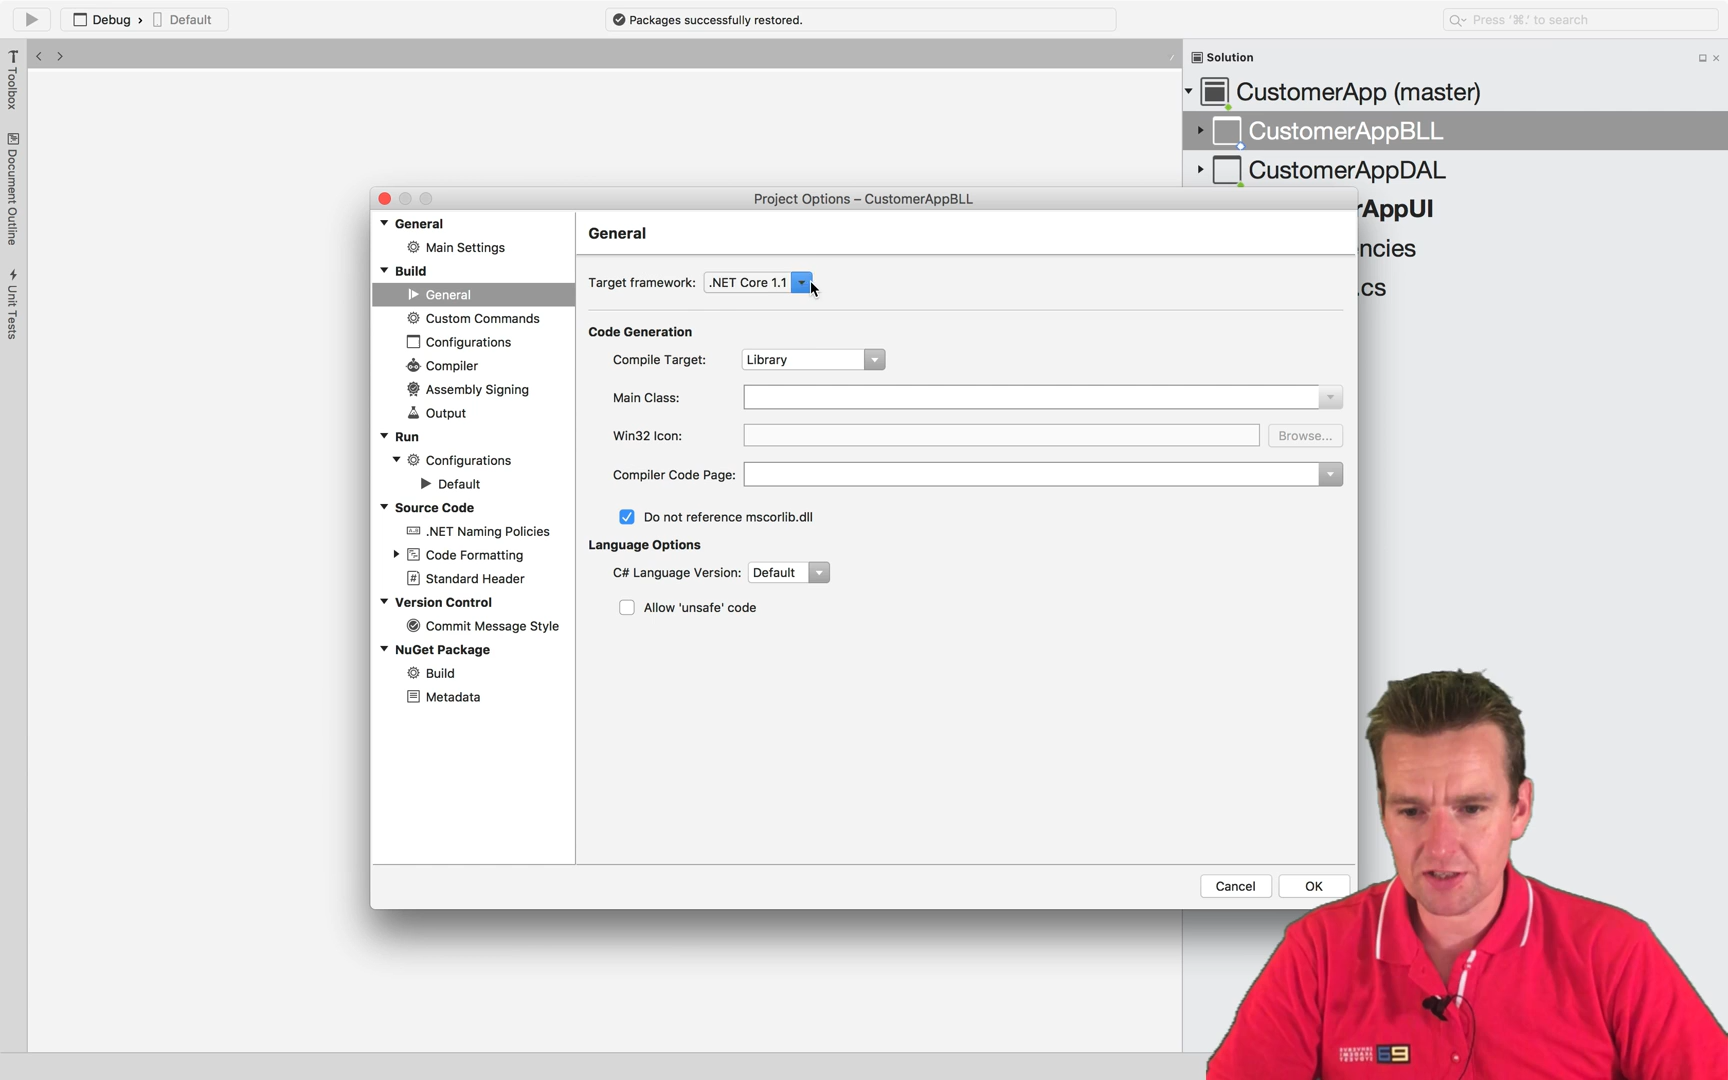 Debug › Default
Packages successfully restored.
Press '⌘.' to search
Toolbox
Document Outline
Unit Tests
Solution
CustomerApp (master)
CustomerAppBLL
CustomerAppDAL
rAppUI
ncies
.cs
Project Options – CustomerAppBLL
General
Main Settings
Build
General
Custom Commands
Configurations
Compiler
Assembly Signing
Output
Run
Configurations
Default
Source Code
.NET Naming Policies
Code Formatting
Standard Header
Version Control
Commit Message Style
NuGet Package
Build
Metadata
General
Target framework: .NET Core 1.1
Code Generation
Compile Target: Library
Main Class:
Win32 Icon: Browse...
Compiler Code Page:
Do not reference mscorlib.dll
Language Options
C# Language Version: Default
Allow 'unsafe' code
Cancel OK